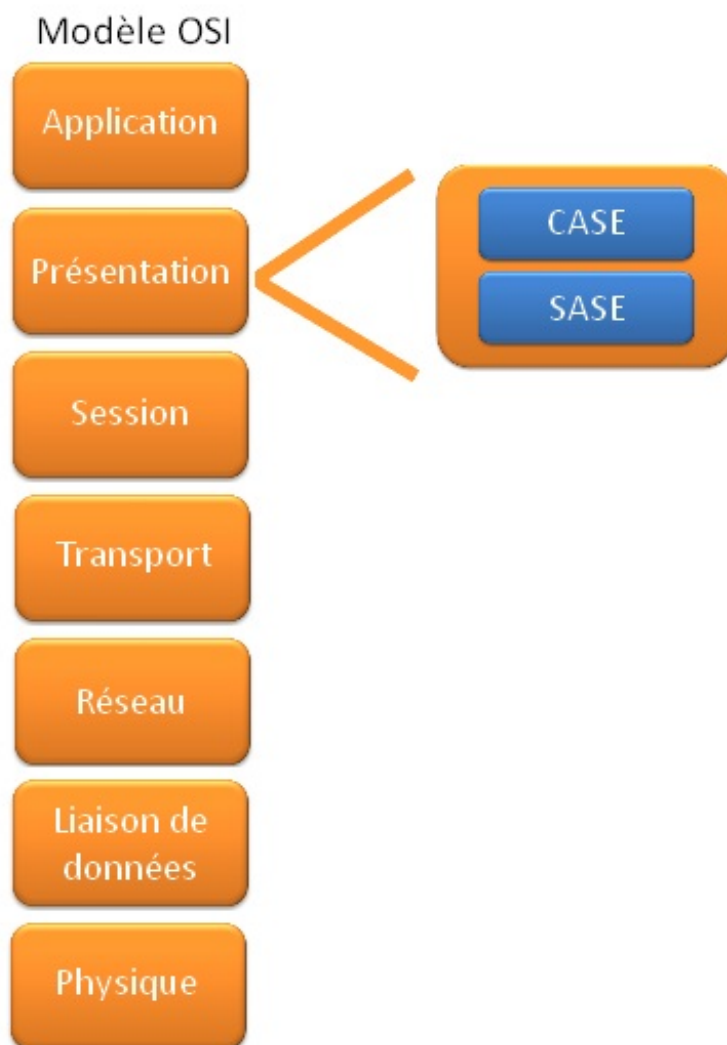 Modèle OSI
Application
Présentation
Session
Transport
Réseau
Liaison de
données
Physique
CASE
SASE